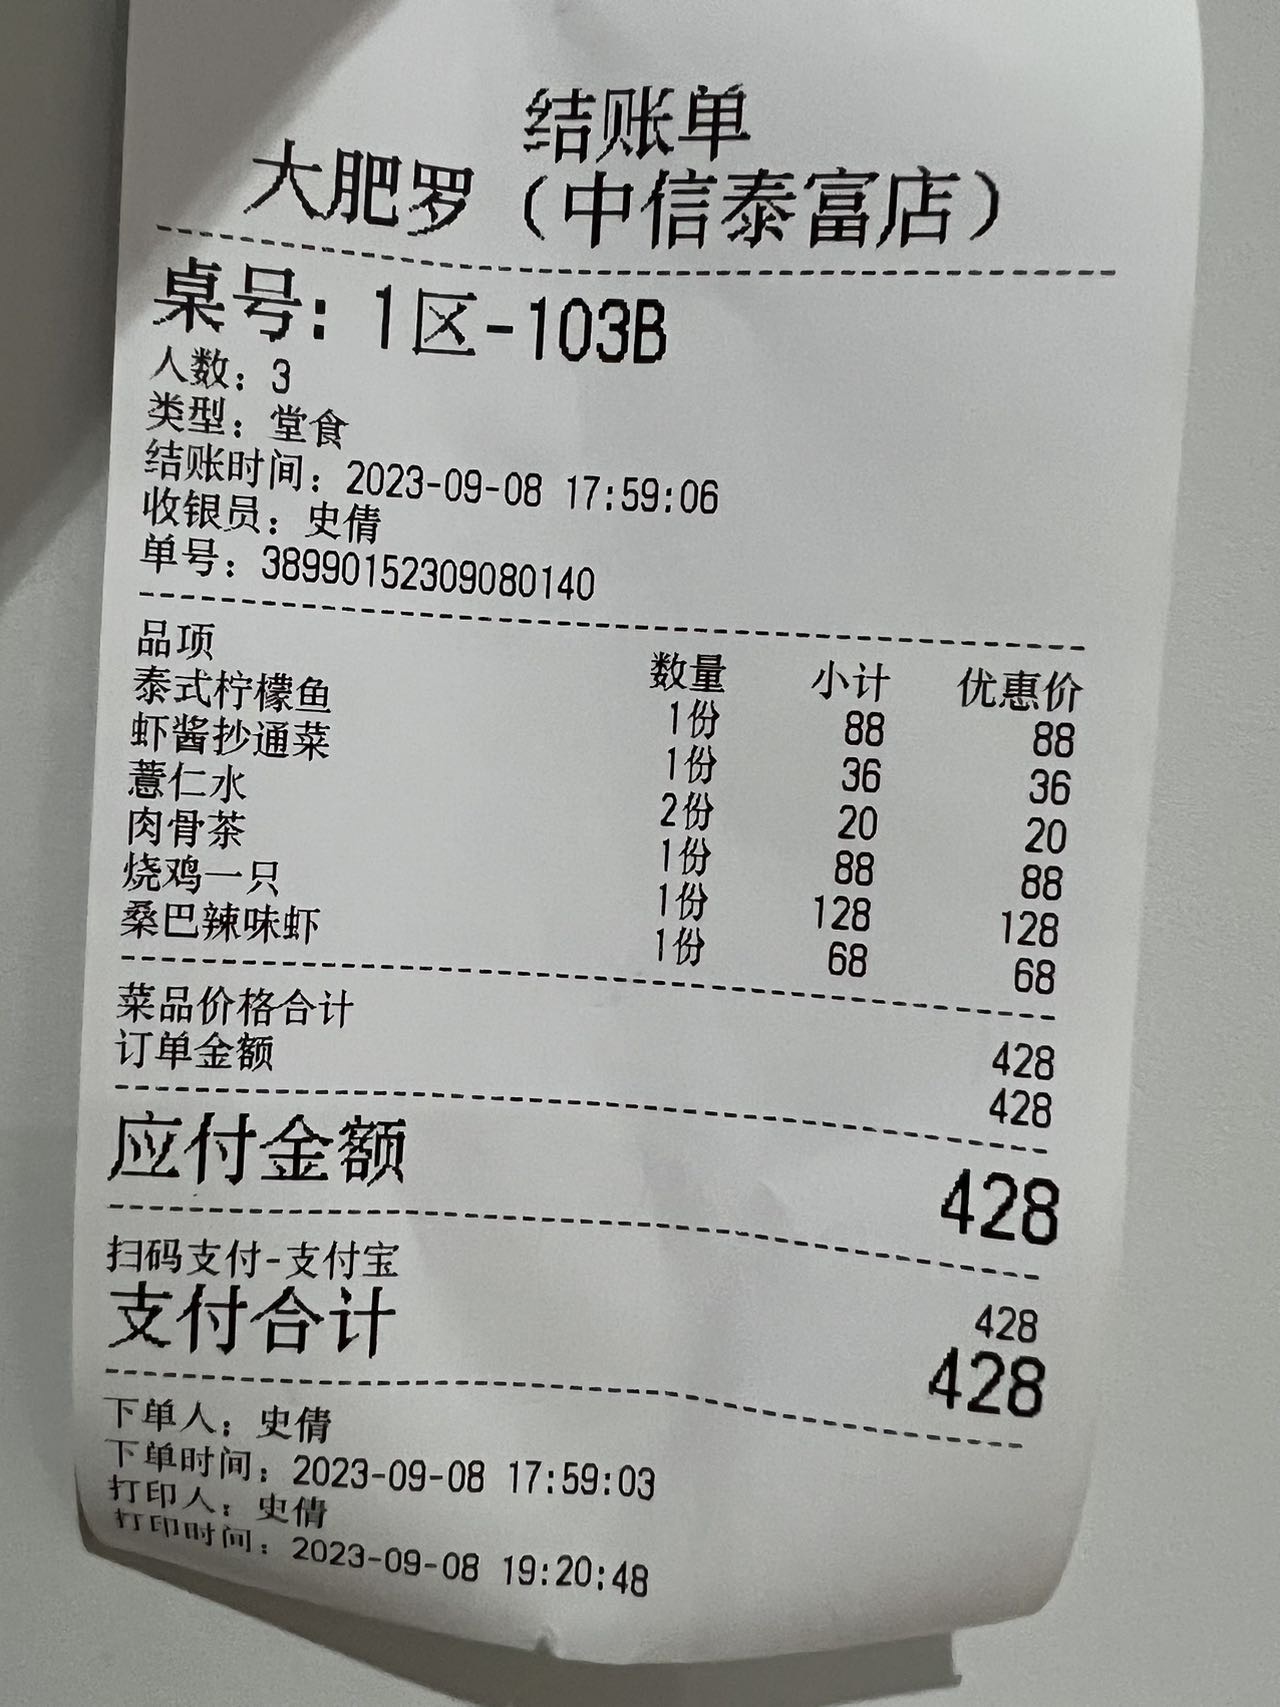 结账单
大肥罗（中信泰富店）
桌号: 1区-103B
人数: 3
类型: 堂食
结账时间: 2023-09-08 17:59:06
收银员: 史倩
单号: 38990152309080140
品项 数量 小计 优惠价
泰式柠檬鱼 1份 88 88
虾酱抄通菜 1份 36 36
薏仁水 2份 20 20
肉骨茶 1份 88 88
烧鸡一只 1份 128 128
桑巴辣味虾 1份 68 68
菜品价格合计 428
订单金额 428
应付金额 428
扫码支付-支付宝 428
支付合计 428
下单人: 史倩
下单时间: 2023-09-08 17:59:03
打印人: 史倩
打印时间: 2023-09-08 19:20:48